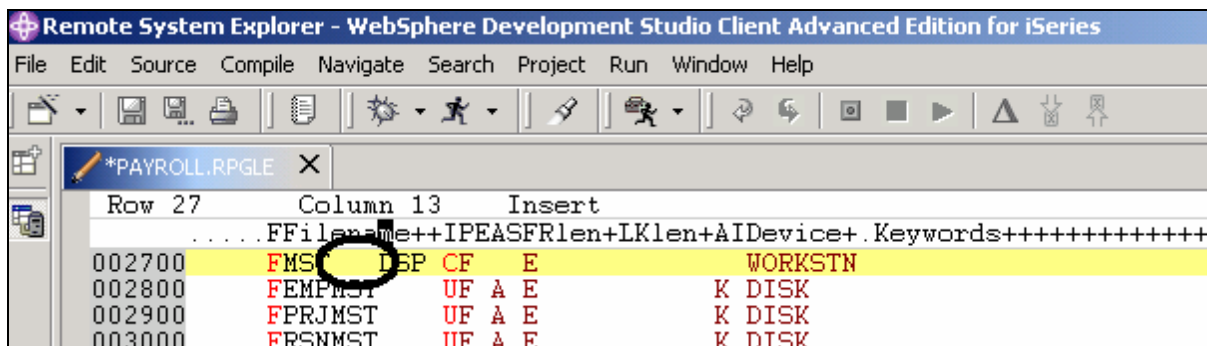 Remote System Explorer - WebSphere Development Studio Client Advanced Edition for iSeries
File Edit Source Compile Navigate Search Project Run Window Help
*PAYROLL.RPGLE
Row 27 Column 13 Insert
.....FFilename++IPEASFRlen+LKlen+AIDevice+.Keywords+++++++++++++
002700 FMST DSP CF E WORKSTN
002800 FEMPMST UF A E K DISK
002900 FPRJMST UF A E K DISK
003000 FRSNMST UF A E K DISK